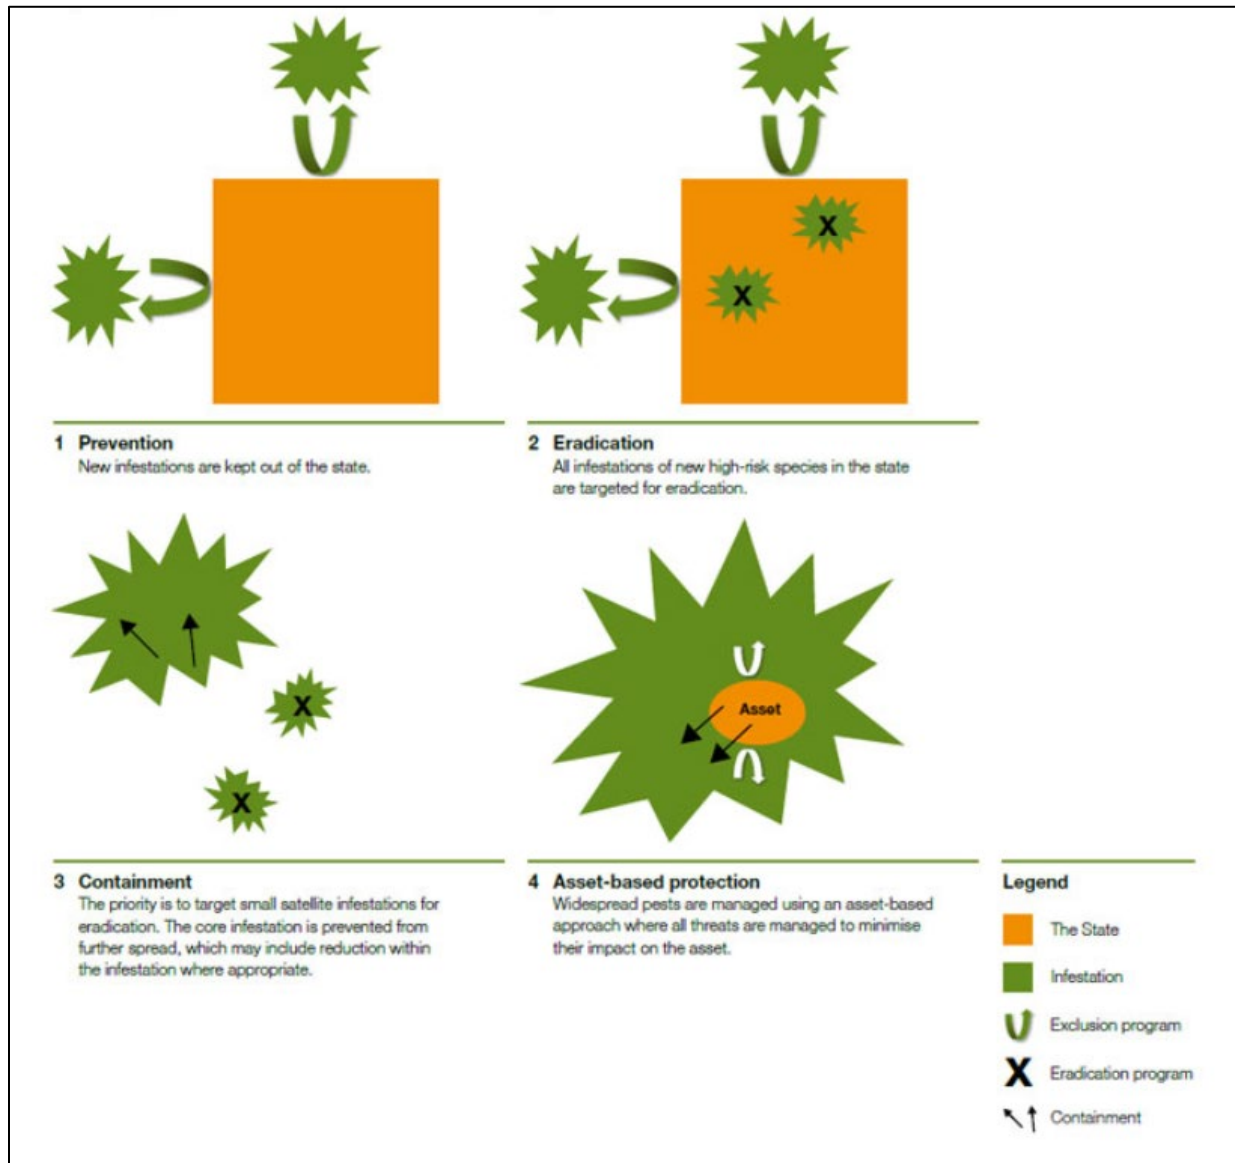 X
X
1 Prevention
New infestations are kept out of the state.
2 Eradication
All infestations of new high-risk species in the state
are targeted for eradication.
X
X
Asset
3 Containment
The priority is to target small satellite infestations for
eradication. The core infestation is prevented from
further spread, which may include reduction within
the infestation where appropriate.
4 Asset-based protection
Widespread pests are managed using an asset-based
approach where all threats are managed to minimise
their impact on the asset.
Legend
The State
Infestation
Exclusion program
X Eradication program
Containment